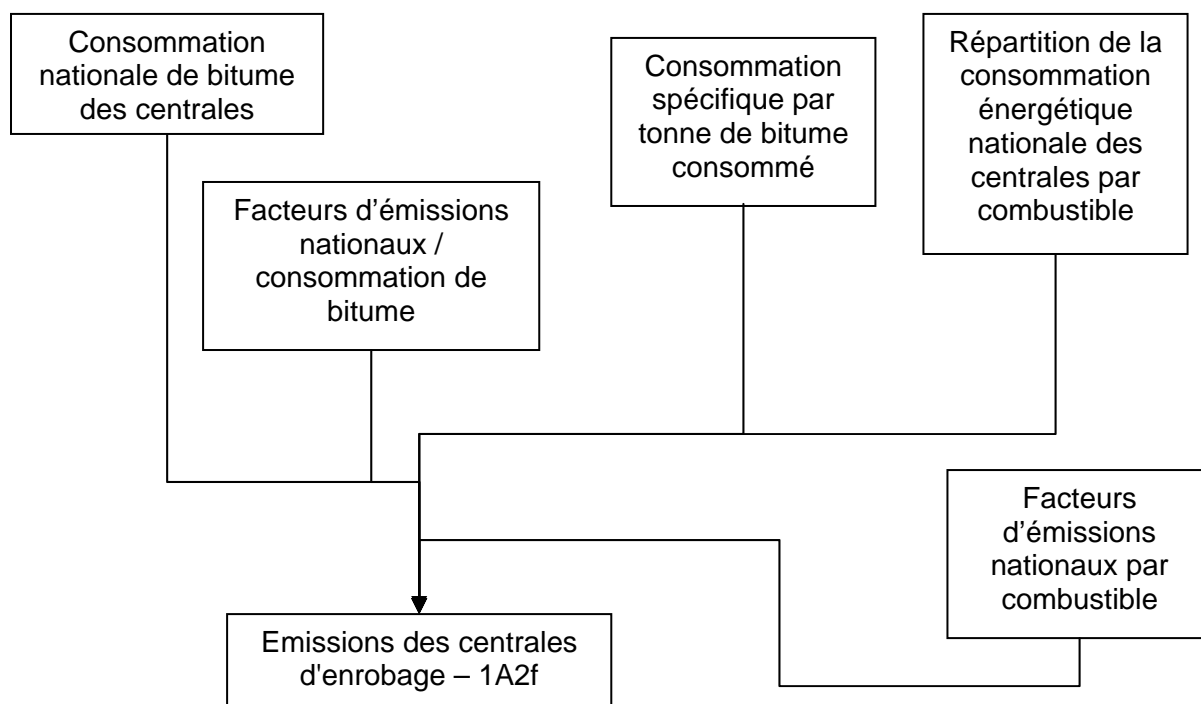 Consommation
nationale de bitume
des centrales
Facteurs d’émissions
nationaux /
consommation de
bitume
Consommation
spécifique par
tonne de bitume
consommé
Répartition de la
consommation
énergétique
nationale des
centrales par
combustible
Facteurs
d’émissions
nationaux par
combustible
Emissions des centrales
d'enrobage – 1A2f